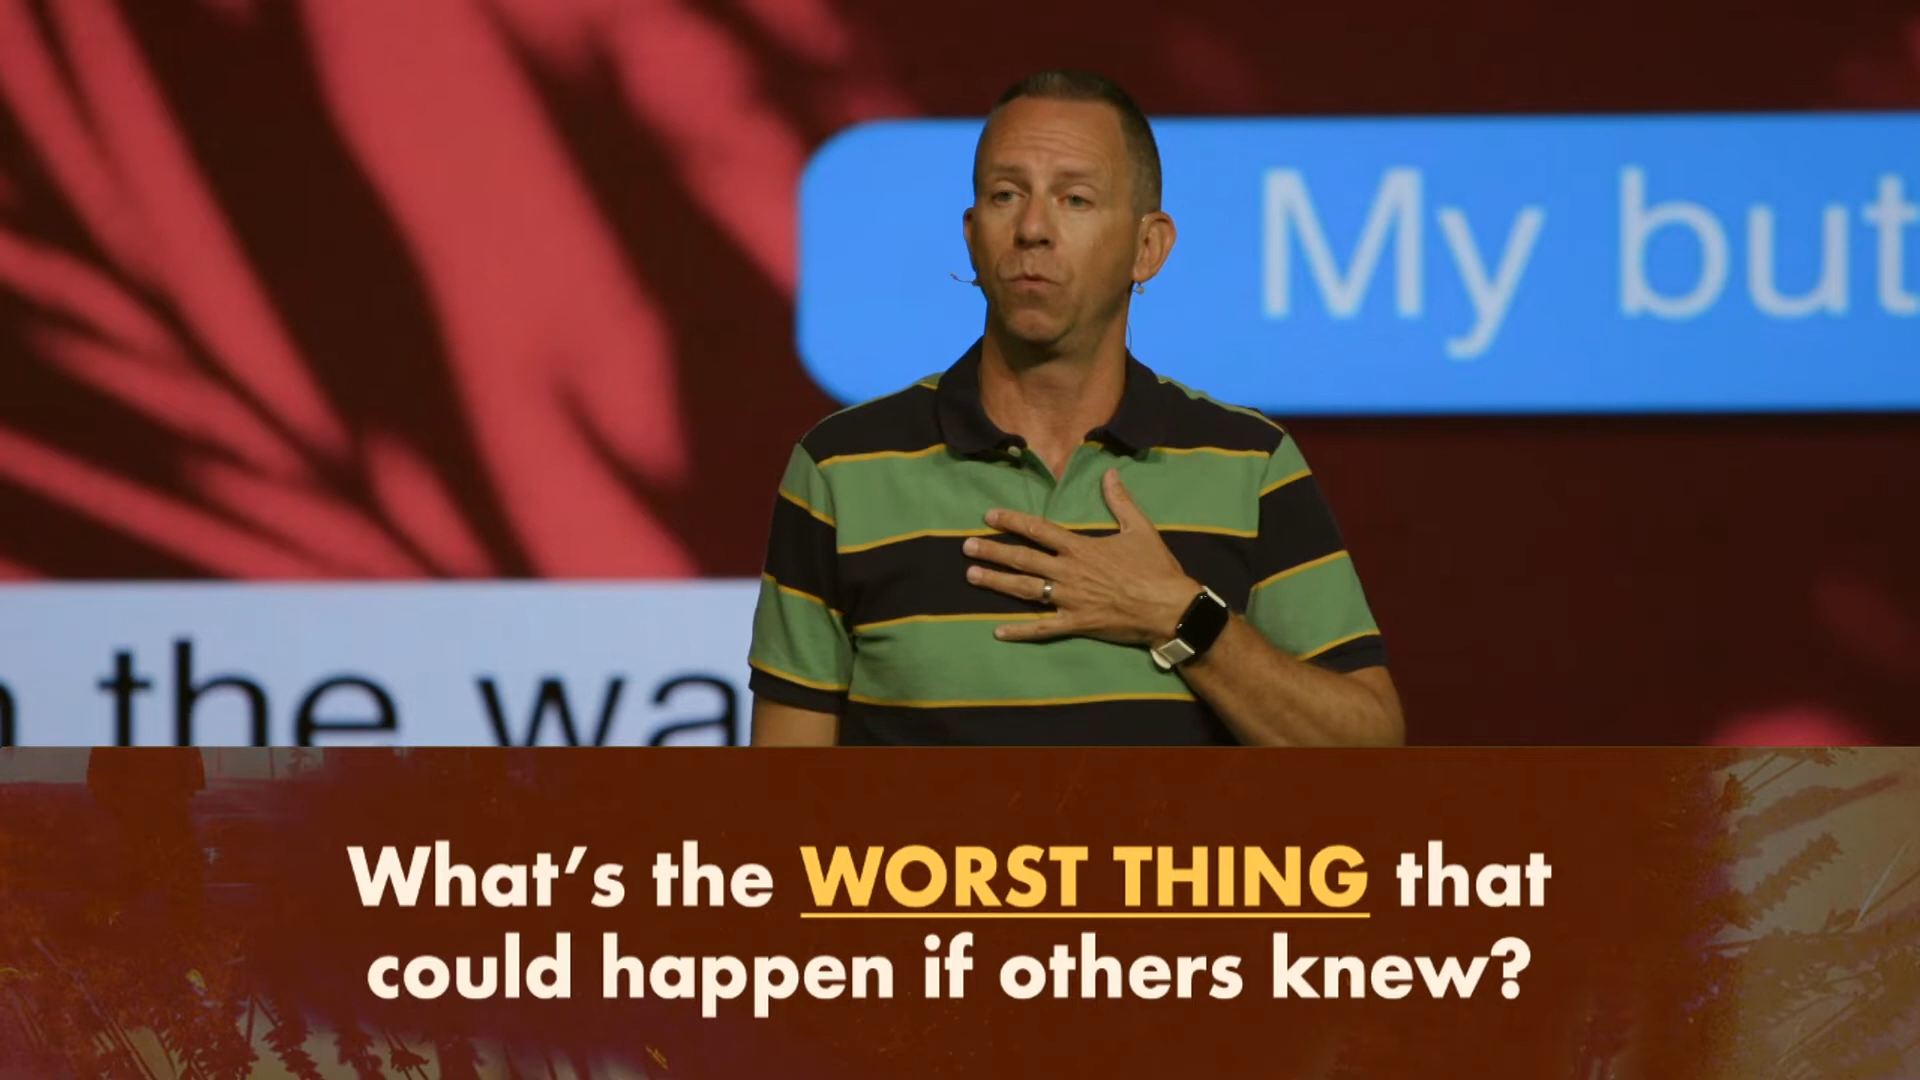 My but
the wa
What's the WORST THING that
could happen if others knew?